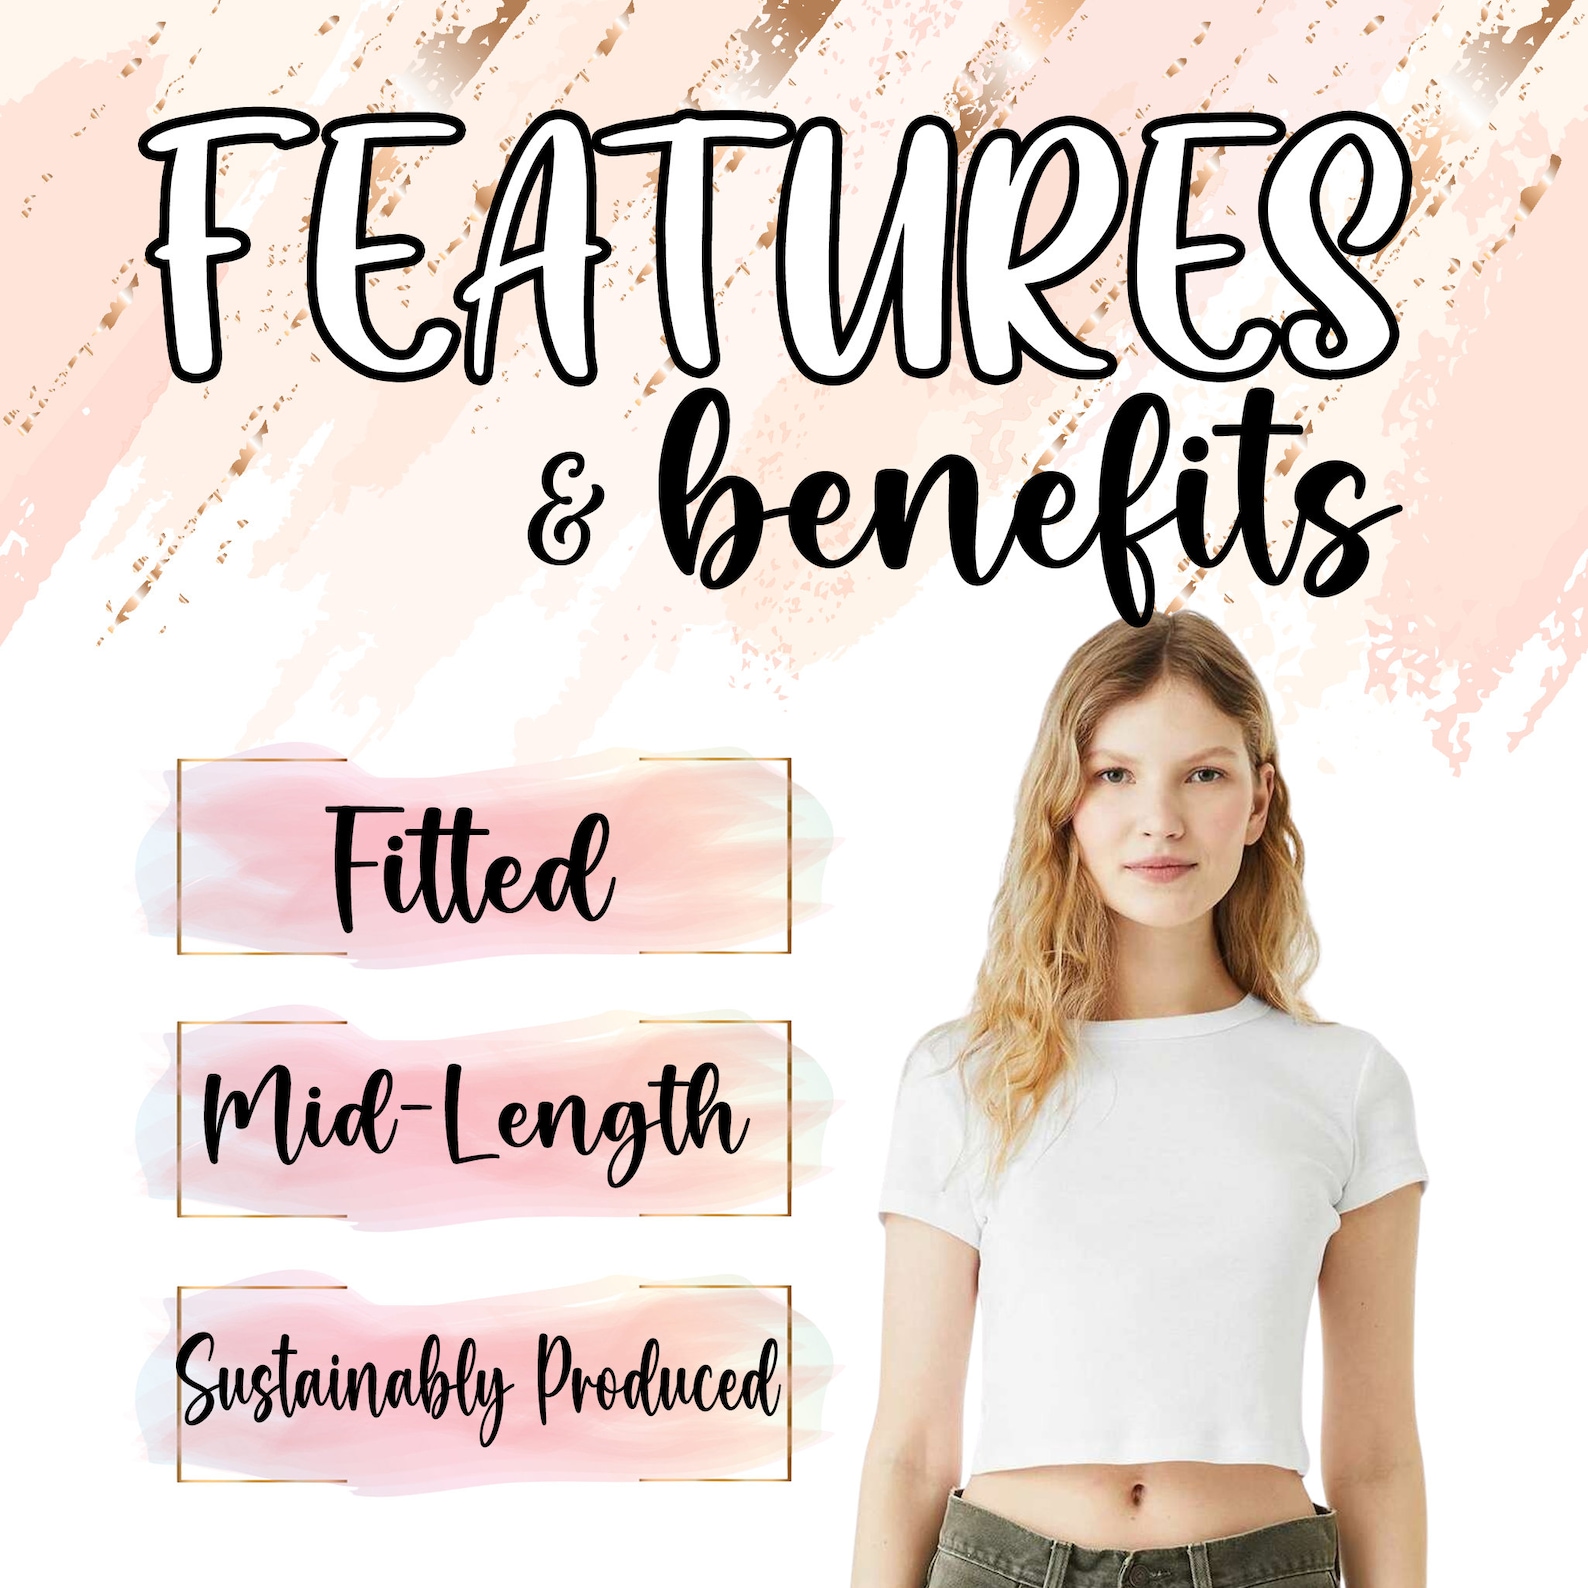 FEATURES
& benefits
Fitted
Mid-Length
Sustainably Produced